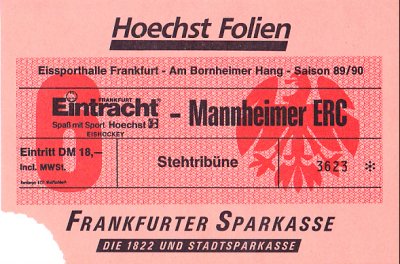 Hoechst Folien
Eissporthalle Frankfurt - Am Bornheimer Hang - Saison 89/90
FRANKFURT
Eintracht
Spaß mit Sport · Hoechst
EISHOCKEY
- Mannheimer ERC
Eintritt DM 18,—
Incl. MWSt.
Stehtribüne
3623 *
FRANKFURTER SPARKASSE
DIE 1822 UND STADTSPARKASSE